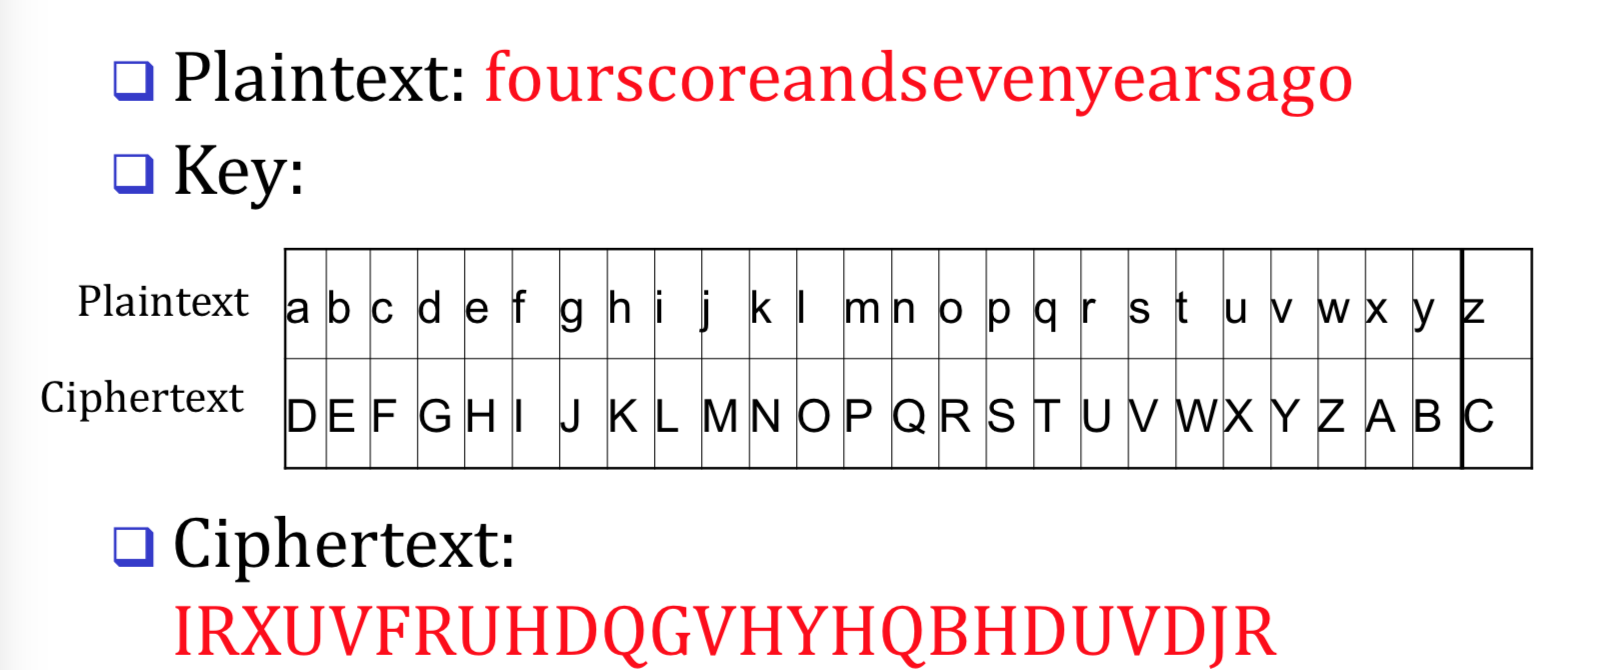 Plaintext: fourscoreandsevenyearsago
Key:
Plaintext a b c d e f g h i j k l m n o p q r s t u v w x y z
Ciphertext D E F G H I J K L M N O P Q R S T U V W X Y Z A B C
Ciphertext:
IRXUVFRUHDQGVHYHQBHDUVDJR